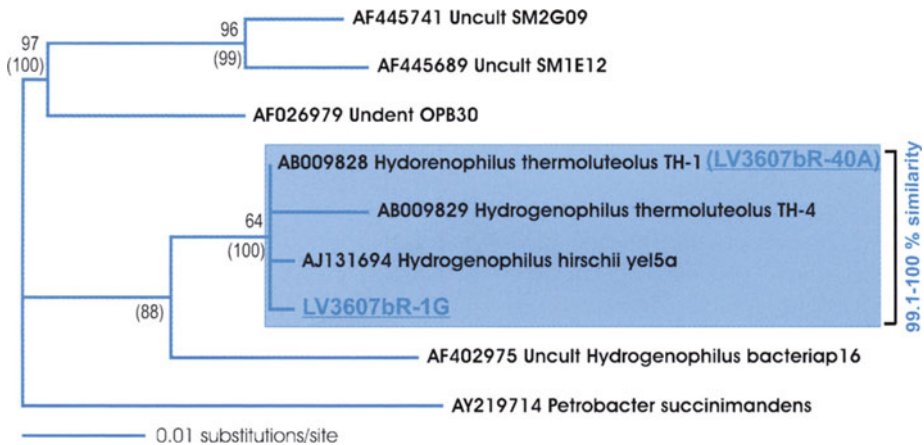 AF445741 Uncult SM2G09
96
97
(99)
(100)
AF445689 Uncult SM1E12
AF026979 Undent OPB30
AB009828 Hydorenophilus thermoluteolus TH-1 (LV3607bR-40A)
AB009829 Hydrogenophilus thermoluteolus TH-4
64
(100)
AJ131694 Hydrogenophilus hirschii yel5a
LV3607bR-1G
99.1-100 % similarity
(88)
AF402975 Uncult Hydrogenophilus bacteriap16
AY219714 Petrobacter succinimandens
0.01 substitutions/site